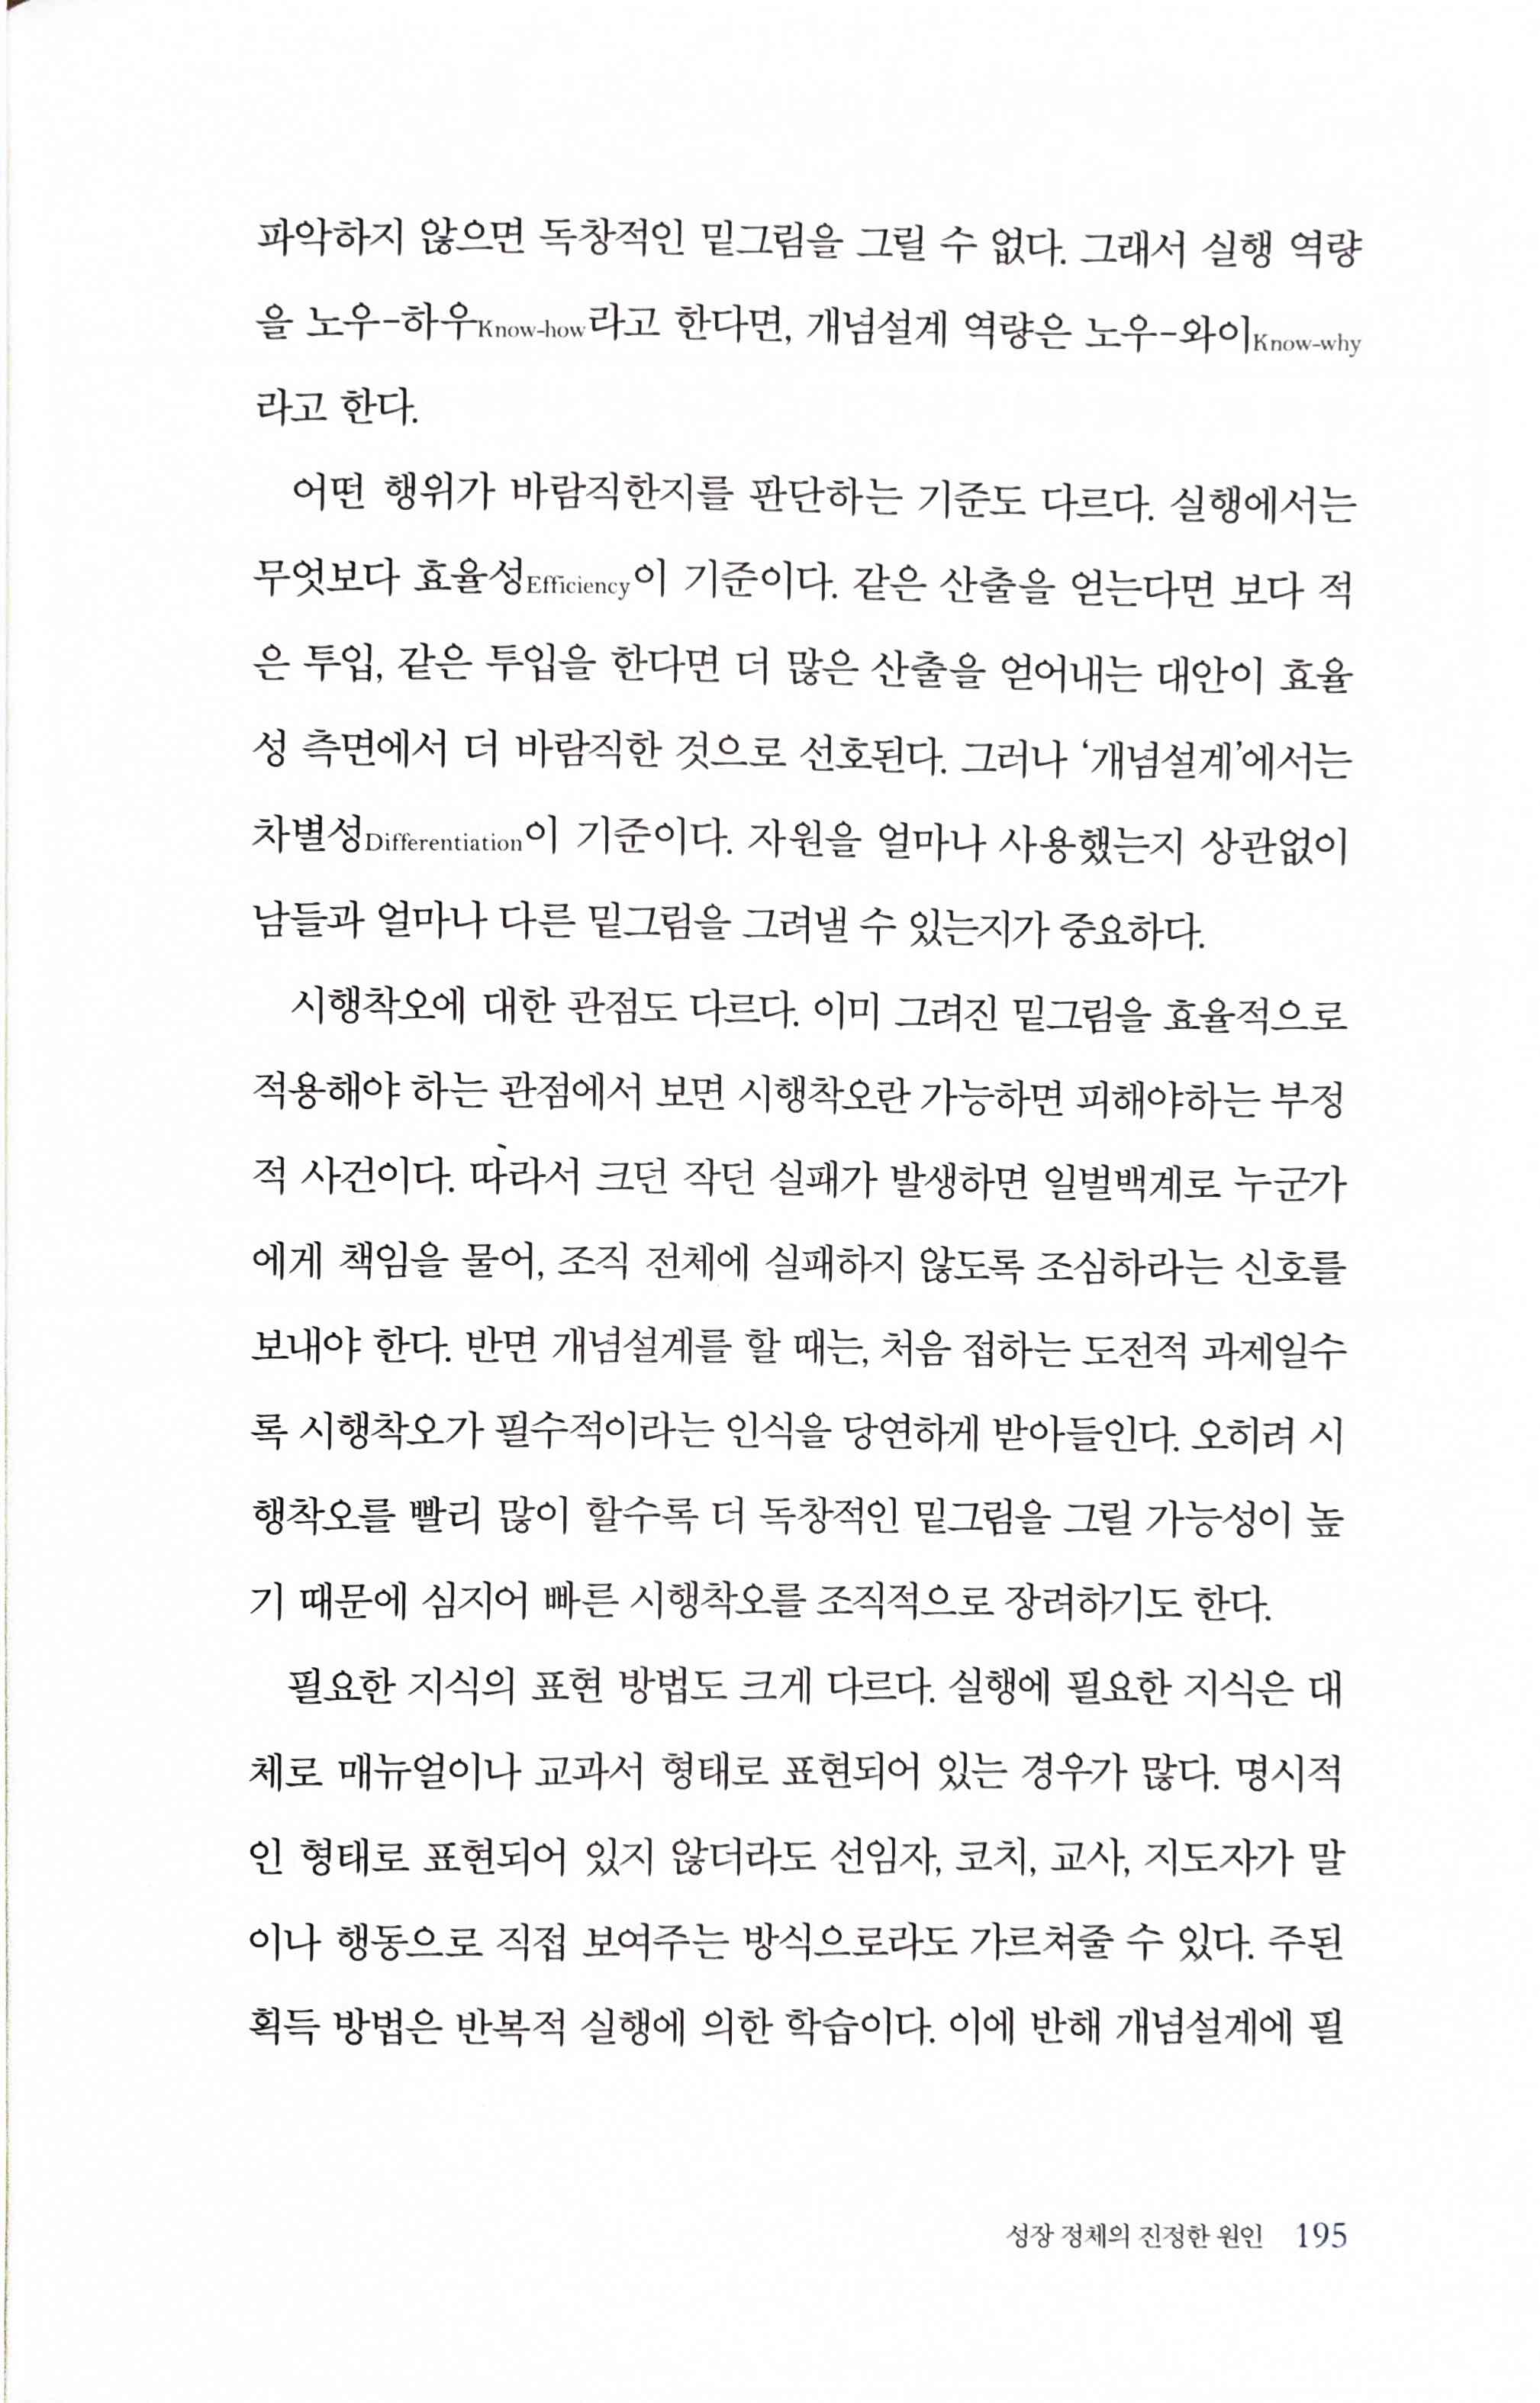 파악하지 않으면 독창적인 밑그림을 그릴 수 없다. 그래서 실행 역량
을 노우-하우Know-how라고 한다면, 개념설계 역량은 노우-와이Know-why
라고 한다.
어떤 행위가 바람직한지를 판단하는 기준도 다르다. 실행에서는
무엇보다 효율성Efficiency이 기준이다. 같은 산출을 얻는다면 보다 적
은 투입, 같은 투입을 한다면 더 많은 산출을 얻어내는 대안이 효율
성 측면에서 더 바람직한 것으로 선호된다. 그러나 ‘개념설계’에서는
차별성Differentiation이 기준이다. 자원을 얼마나 사용했는지 상관없이
남들과 얼마나 다른 밑그림을 그려낼 수 있는지가 중요하다.
시행착오에 대한 관점도 다르다. 이미 그려진 밑그림을 효율적으로
적용해야 하는 관점에서 보면 시행착오란 가능하면 피해야하는 부정
적 사건이다. 따라서 크던 작던 실패가 발생하면 일벌백계로 누군가
에게 책임을 물어, 조직 전체에 실패하지 않도록 조심하라는 신호를
보내야 한다. 반면 개념설계를 할 때는, 처음 접하는 도전적 과제일수
록 시행착오가 필수적이라는 인식을 당연하게 받아들인다. 오히려 시
행착오를 빨리 많이 할수록 더 독창적인 밑그림을 그릴 가능성이 높
기 때문에 심지어 빠른 시행착오를 조직적으로 장려하기도 한다.
필요한 지식의 표현 방법도 크게 다르다. 실행에 필요한 지식은 대
체로 매뉴얼이나 교과서 형태로 표현되어 있는 경우가 많다. 명시적
인 형태로 표현되어 있지 않더라도 선임자, 코치, 교사, 지도자가 말
이나 행동으로 직접 보여주는 방식으로라도 가르쳐줄 수 있다. 주된
획득 방법은 반복적 실행에 의한 학습이다. 이에 반해 개념설계에 필
성장 정체의 진정한 원인 195